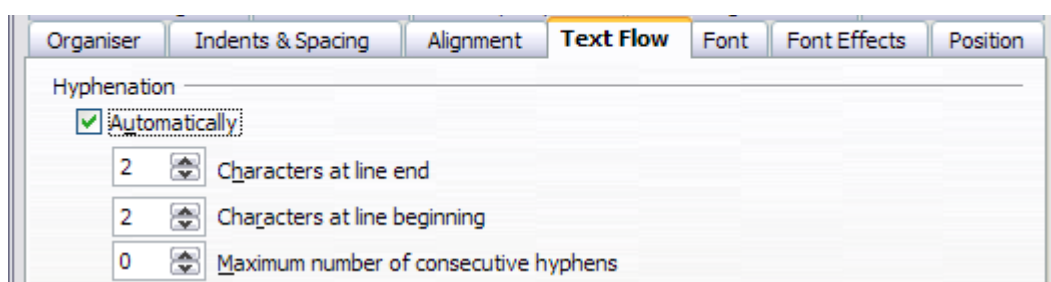 Organiser Indents & Spacing Alignment Text Flow Font Font Effects Position
Hyphenation
Automatically
2 Characters at line end
2 Characters at line beginning
0 Maximum number of consecutive hyphens